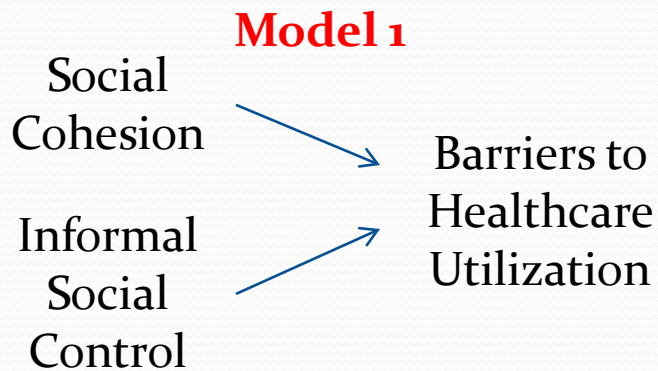 Model 1
Social
Cohesion
Barriers to
Healthcare
Utilization
Informal
Social
Control